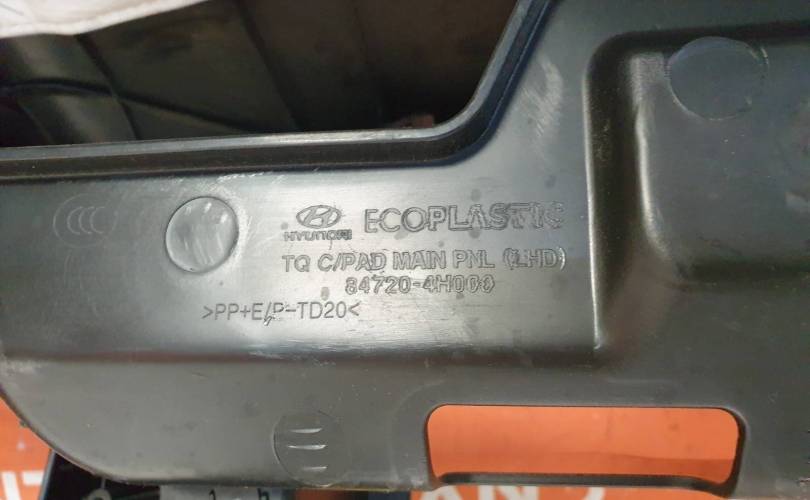 HYUNDAI ECOPLASTIC
TQ C/PAD MAIN PNL (LHD)
84720-4H000
>PP+E/P-TD20<